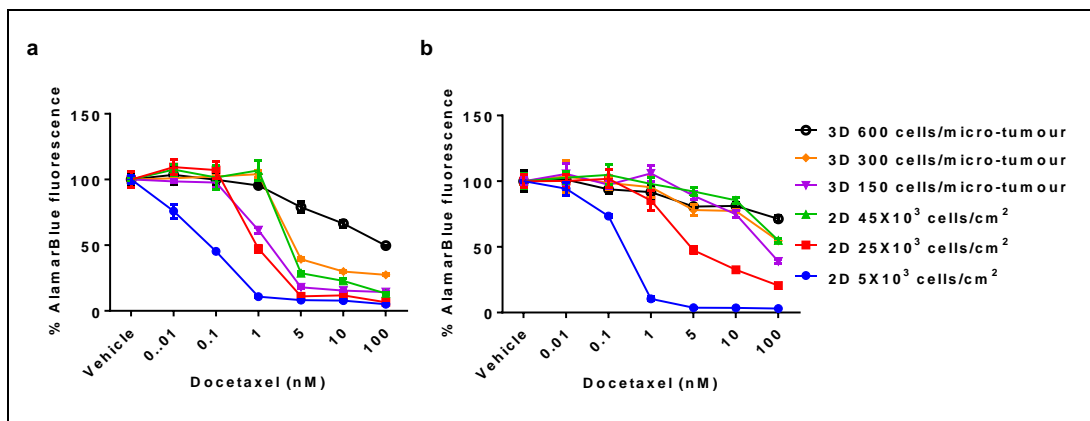 a
% AlamarBlue fluorescence
150
100
50
0
Vehicle
0..01
0.1
1
5
10
100
Docetaxel (nM)
b
% AlamarBlue fluorescence
150
100
50
0
Vehicle
0.01
0.1
1
5
10
100
Docetaxel (nM)
3D 600 cells/micro-tumour
3D 300 cells/micro-tumour
3D 150 cells/micro-tumour
2D 45X10³ cells/cm²
2D 25X10³ cells/cm²
2D 5X10³ cells/cm²